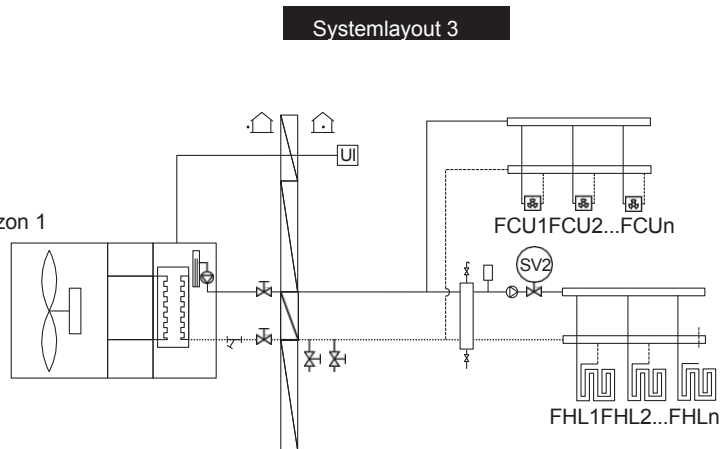 Systemlayout 3
UI
zon 1
FCU1FCU2...FCUn
SV2
FHL1FHL2...FHLn